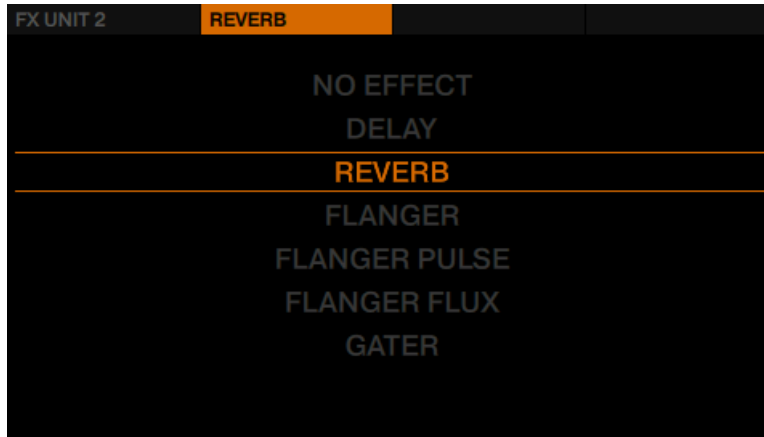 FX UNIT 2 REVERB
NO EFFECT
DELAY
REVERB
FLANGER
FLANGER PULSE
FLANGER FLUX
GATER